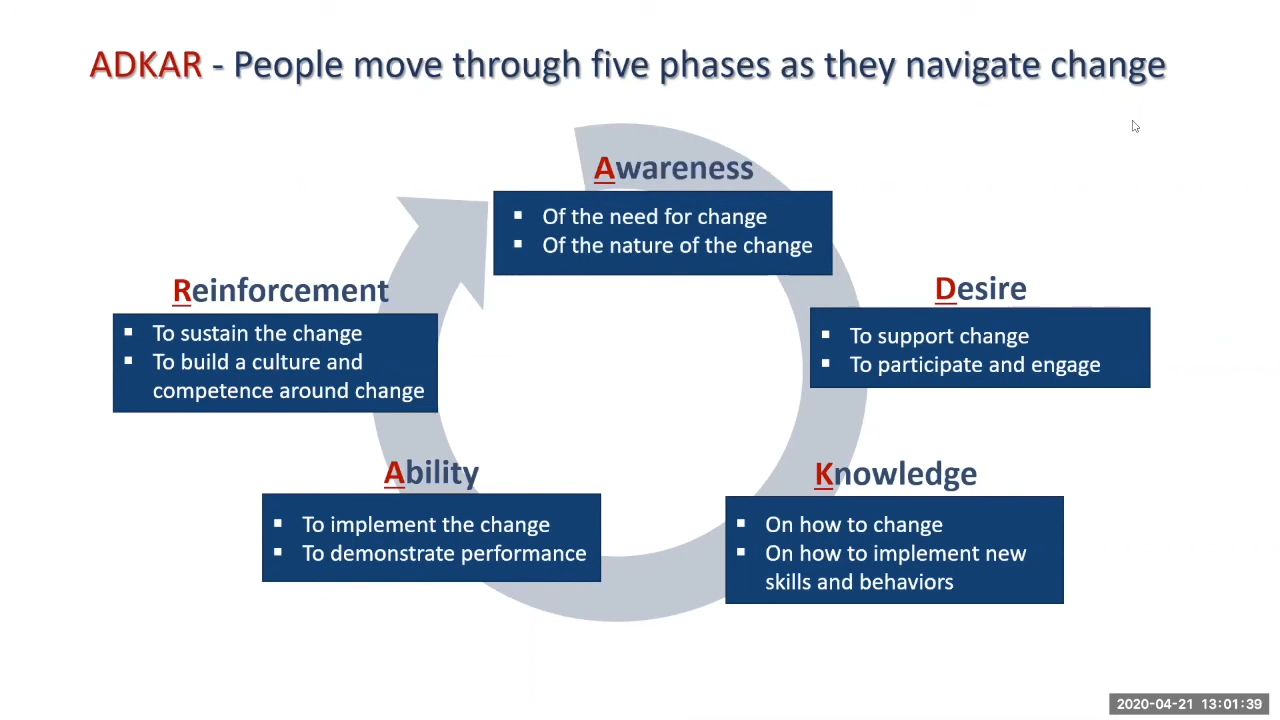 ADKAR - People move through five phases as they navigate change
Awareness
▪ Of the need for change
▪ Of the nature of the change
Desire
▪ To support change
▪ To participate and engage
Knowledge
▪ On how to change
▪ On how to implement new
skills and behaviors
Ability
▪ To implement the change
▪ To demonstrate performance
Reinforcement
▪ To sustain the change
▪ To build a culture and
competence around change
2020-04-21 13:01:39